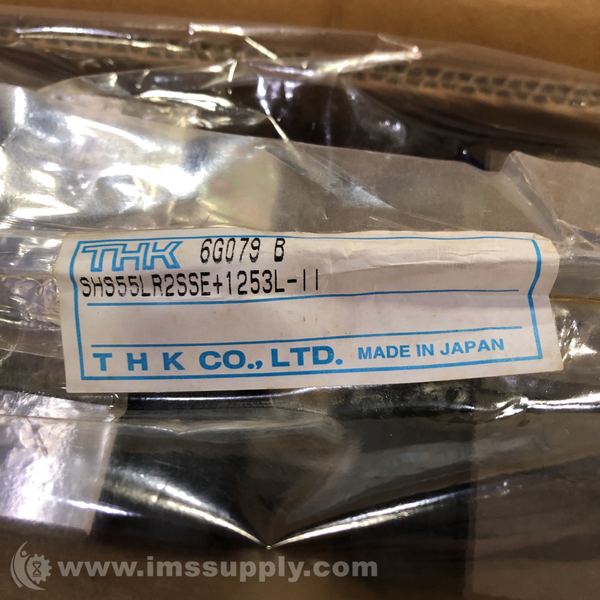 THK 6G079 B
SHS55LR2SSE+1253L-II
THK CO., LTD. MADE IN JAPAN
www.imssupply.com